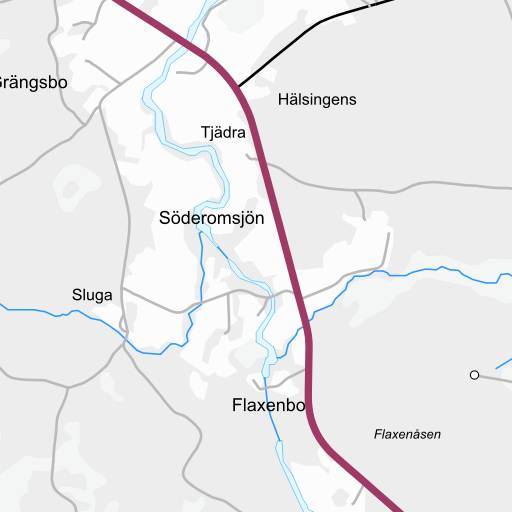 Grängsbo
Hälsingens
Tjädra
Söderomsjön
Sluga
Flaxenbo
Flaxenåsen